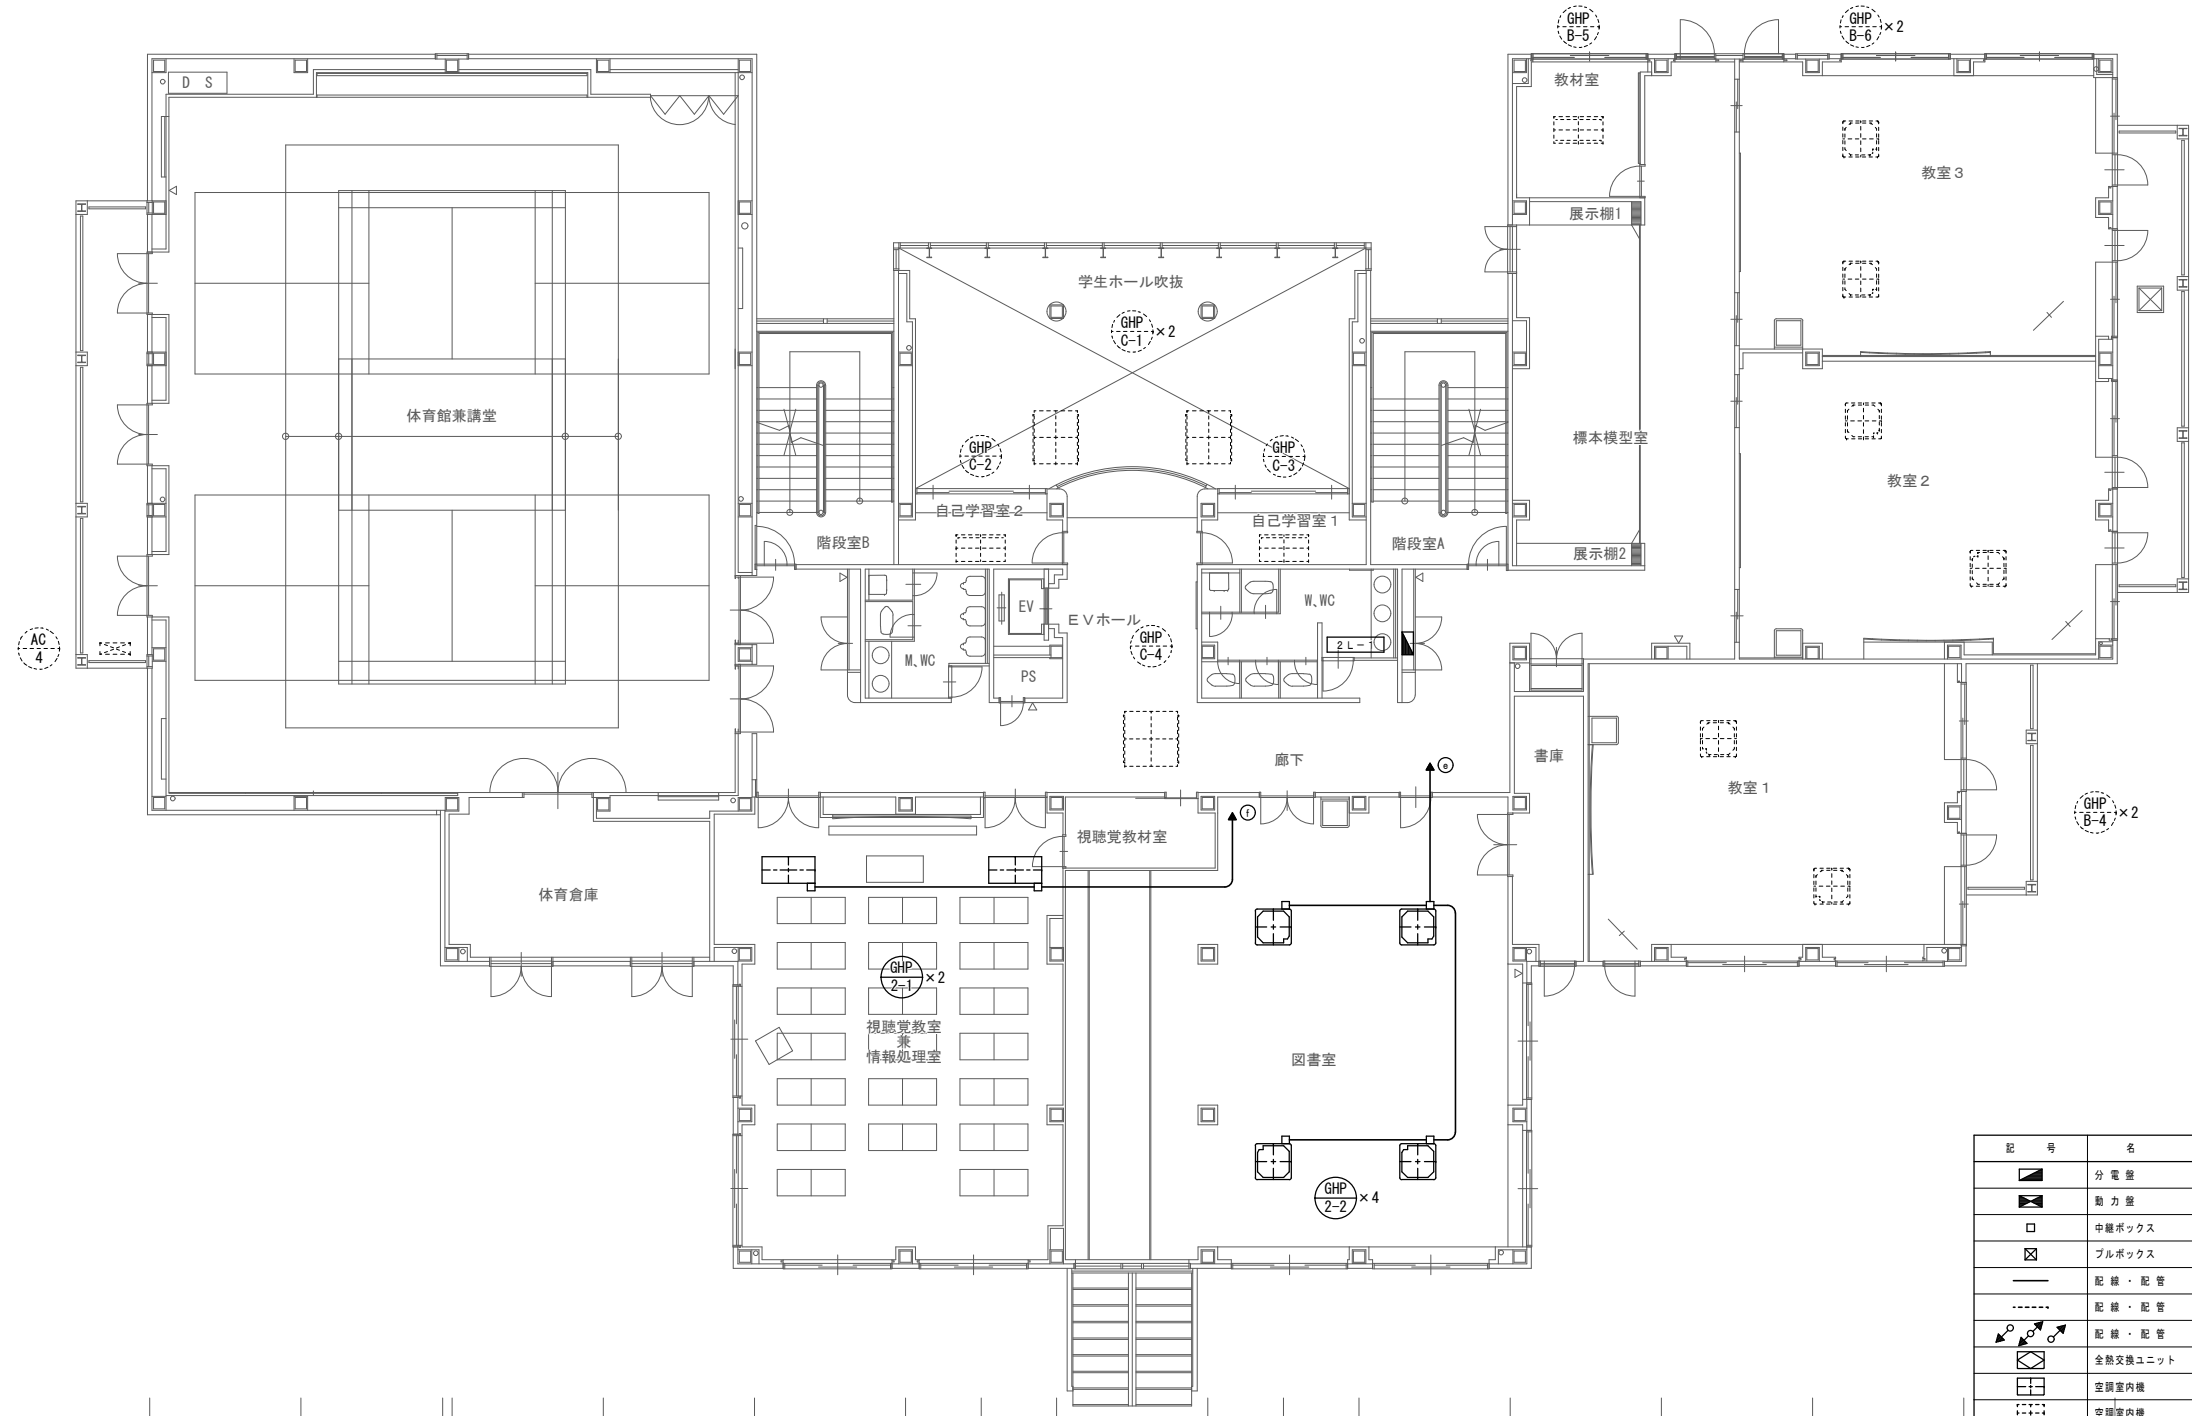 GHP
B-5
GHP
B-6
×2
D S
教材室
教室3
展示棚1
学生ホール吹抜
GHP
C-1
×2
体育館兼講堂
GHP
C-2
GHP
C-3
標本模型室
教室2
自己学習室2
自己学習室1
階段室B
階段室A
展示棚2
EV
EVホール
W、WC
AC
4
GHP
C-4
2L-1
M、WC
PS
廊下
書庫
教室1
e
f
GHP
B-4
×2
視聴覚教材室
体育倉庫
GHP
2-1
×2
視聴覚教室
兼
情報処理室
図書室
GHP
2-2
×4
記 号 名
分電盤
動力盤
中継ボックス
プルボックス
配線・配管
配線・配管
配線・配管
全熱交換ユニット
空調室内機
空調室内機